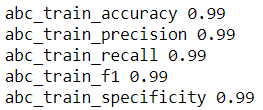 abc_train_accuracy 0.99
abc_train_precision 0.99
abc_train_recall 0.99
abc_train_f1 0.99
abc_train_specificity 0.99